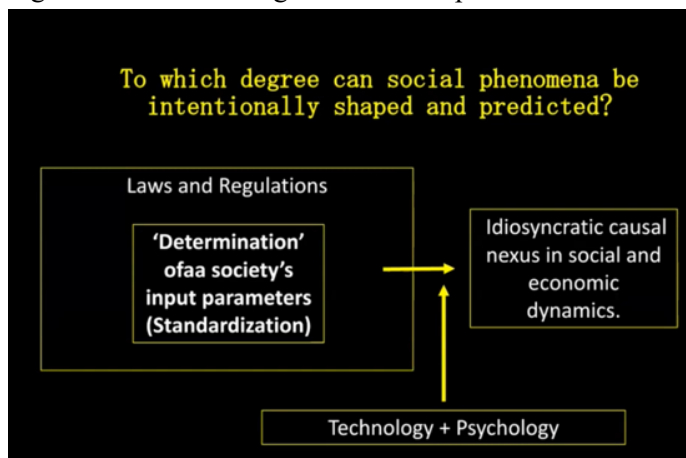 To which degree can social phenomena be
intentionally shaped and predicted?
Laws and Regulations
‘Determination’
ofaa society’s
input parameters
(Standardization)
Idiosyncratic causal
nexus in social and
economic
dynamics.
Technology + Psychology